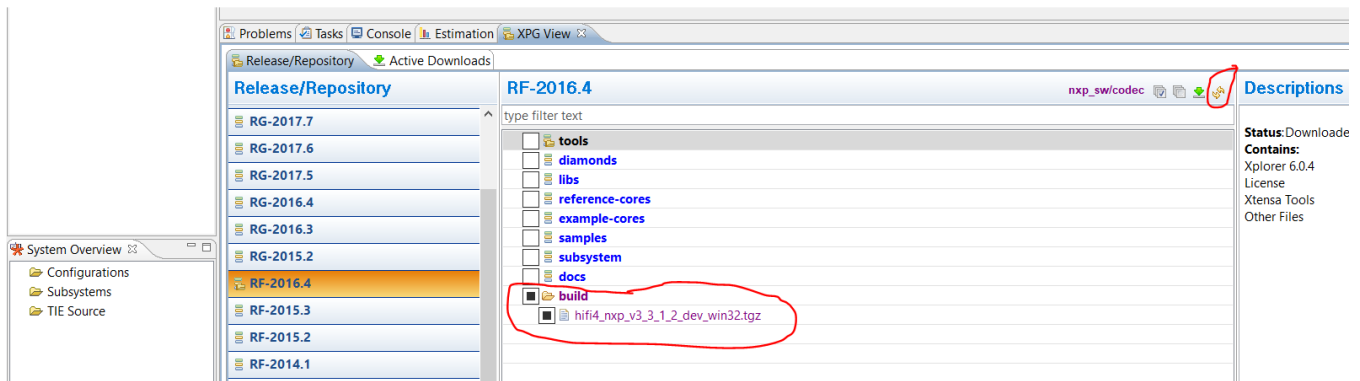 Problems Tasks Console Estimation XPG View
Release/Repository Active Downloads
Release/Repository
RG-2017.7
RG-2017.6
RG-2017.5
RG-2016.4
RG-2016.3
RG-2015.2
RF-2016.4
RF-2015.3
RF-2015.2
RF-2014.1
RF-2016.4 nxp_sw/codec
type filter text
tools
diamonds
libs
reference-cores
example-cores
samples
subsystem
docs
build
hifi4_nxp_v3_3_1_2_dev_win32.tgz
Descriptions
Status:Downloade
Contains:
Xplorer 6.0.4
License
Xtensa Tools
Other Files
System Overview
Configurations
Subsystems
TIE Source